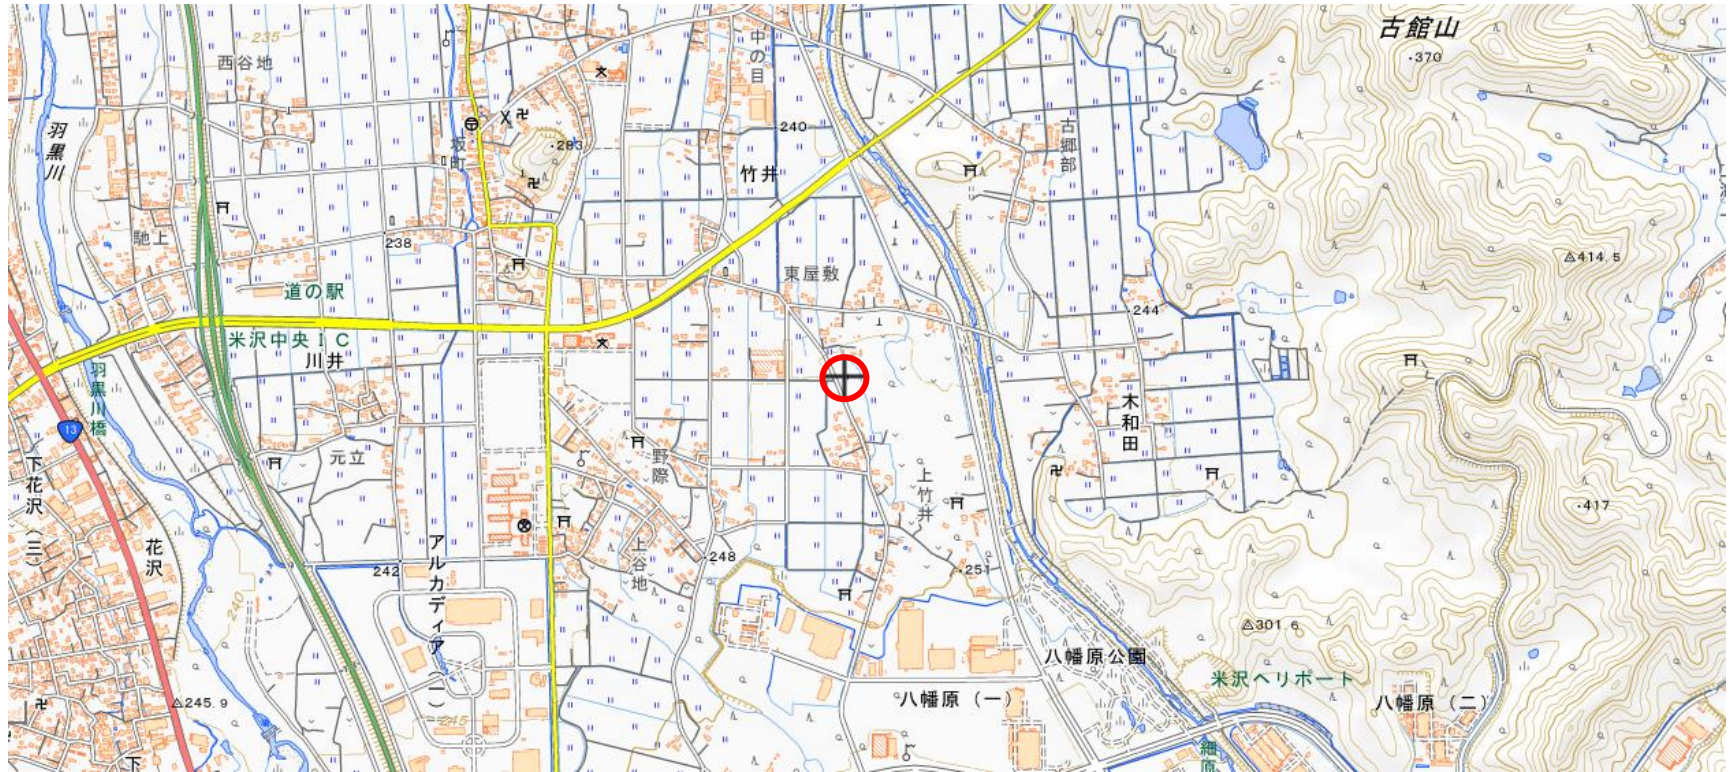 古館山
・370
235
西谷地
中の目
羽黒川
坂町
・283
240
古郷部
竹井
馳上
238
東屋敷
414.5
道の駅
・244
米沢中央IC
川井
羽黒川橋
13
木和田
元立
野際
上竹井
下花沢(三)
花沢
・417
アルカディア(一)
242
上谷地
・248
・251
240
301.6
八幡原公園
米沢ヘリポート
245.9
245
八幡原(一)
八幡原(二)
細原
下